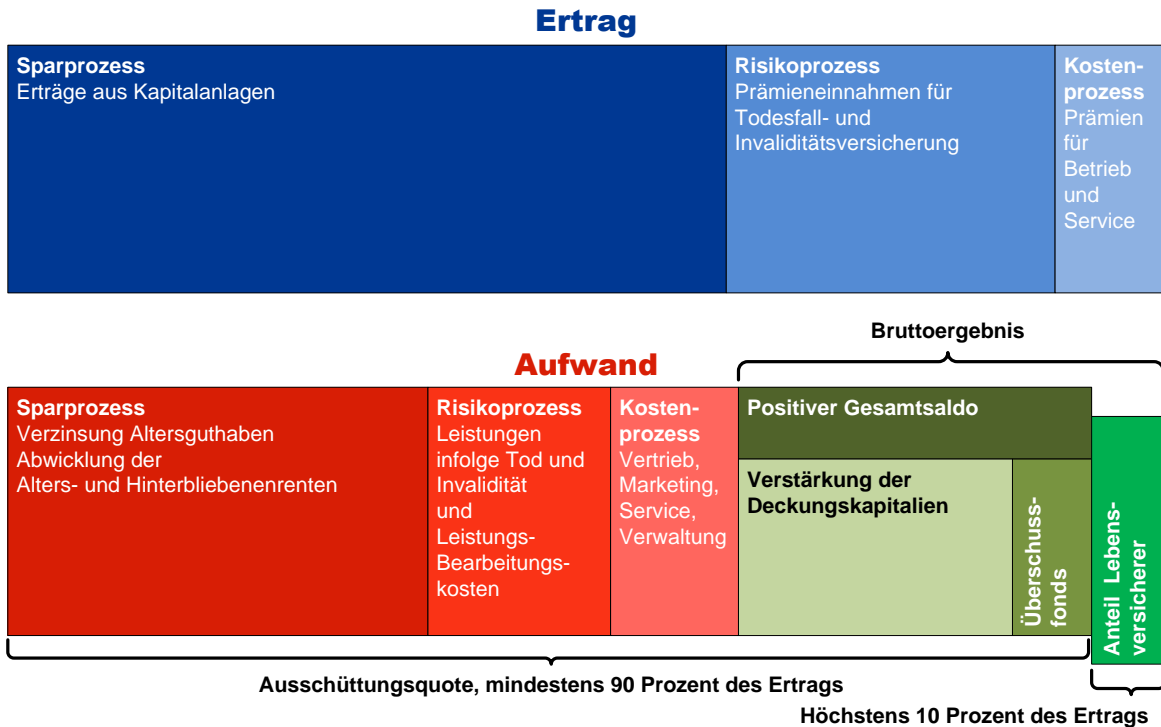 Ertrag
Sparprozess
Erträge aus Kapitalanlagen
Risikoprozess
Prämieneinnahmen für
Todesfall- und
Invaliditätsversicherung
Kosten-
prozess
Prämien
für
Betrieb
und
Service
Bruttoergebnis
Aufwand
Sparprozess
Verzinsung Altersguthaben
Abwicklung der
Alters- und Hinterbliebenenrenten
Risikoprozess
Leistungen
infolge Tod und
Invalidität
und
Leistungs-
Bearbeitungs-
kosten
Kosten-
prozess
Vertrieb,
Marketing,
Service,
Verwaltung
Positiver Gesamtsaldo
Verstärkung der
Deckungskapitalien
Überschuss-
fonds
Anteil Lebens-
versicherer
Ausschüttungsquote, mindestens 90 Prozent des Ertrags
Höchstens 10 Prozent des Ertrags